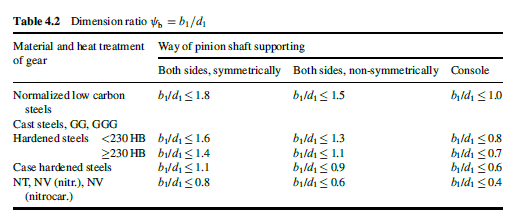 Table 4.2 Dimension ratio ψb = b1/d1
Material and heat treatment Way of pinion shaft supporting
of gear
Both sides, symmetrically Both sides, non-symmetrically Console
Normalized low carbon b1/d1 ≤ 1.8 b1/d1 ≤ 1.5 b1/d1 ≤ 1.0
steels
Cast steels, GG, GGG
Hardened steels <230 HB b1/d1 ≤ 1.6 b1/d1 ≤ 1.3 b1/d1 ≤ 0.8
≥230 HB b1/d1 ≤ 1.4 b1/d1 ≤ 1.1 b1/d1 ≤ 0.7
Case hardened steels b1/d1 ≤ 1.1 b1/d1 ≤ 0.9 b1/d1 ≤ 0.6
NT, NV (nitr.), NV b1/d1 ≤ 0.8 b1/d1 ≤ 0.6 b1/d1 ≤ 0.4
(nitrocar.)